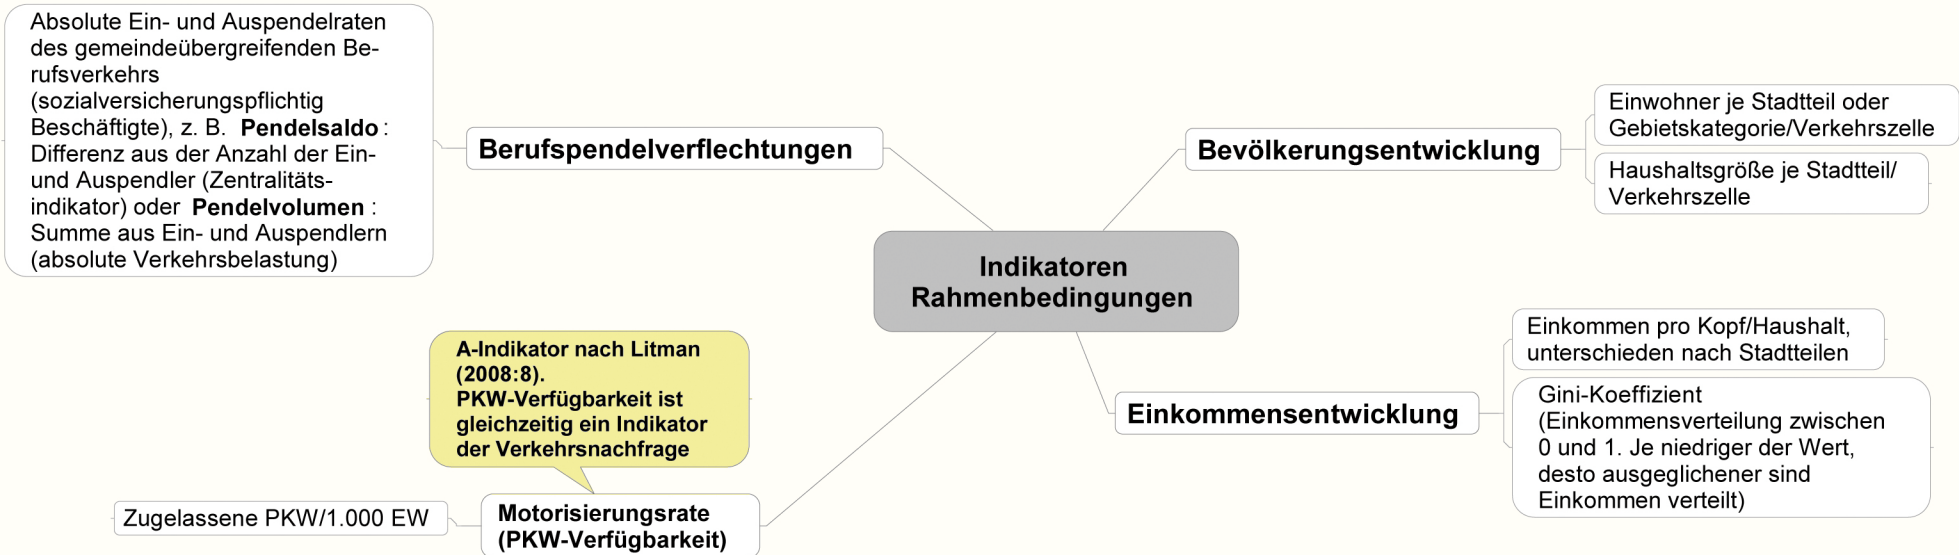 Absolute Ein- und Auspendelraten
des gemeindeübergreifenden Be-
rufsverkehrs
(sozialversicherungspflichtig
Beschäftigte), z. B. Pendelsaldo :
Differenz aus der Anzahl der Ein-
und Auspendler (Zentralitäts-
indikator) oder Pendelvolumen :
Summe aus Ein- und Auspendlern
(absolute Verkehrsbelastung)
Berufspendelverflechtungen
Bevölkerungsentwicklung
Einwohner je Stadtteil oder
Gebietskategorie/Verkehrszelle
Haushaltsgröße je Stadtteil/
Verkehrszelle
Indikatoren
Rahmenbedingungen
A-Indikator nach Litman
(2008:8).
PKW-Verfügbarkeit ist
gleichzeitig ein Indikator
der Verkehrsnachfrage
Zugelassene PKW/1.000 EW
Motorisierungsrate
(PKW-Verfügbarkeit)
Einkommensentwicklung
Einkommen pro Kopf/Haushalt,
unterschieden nach Stadtteilen
Gini-Koeffizient
(Einkommensverteilung zwischen
0 und 1. Je niedriger der Wert,
desto ausgeglichener sind
Einkommen verteilt)